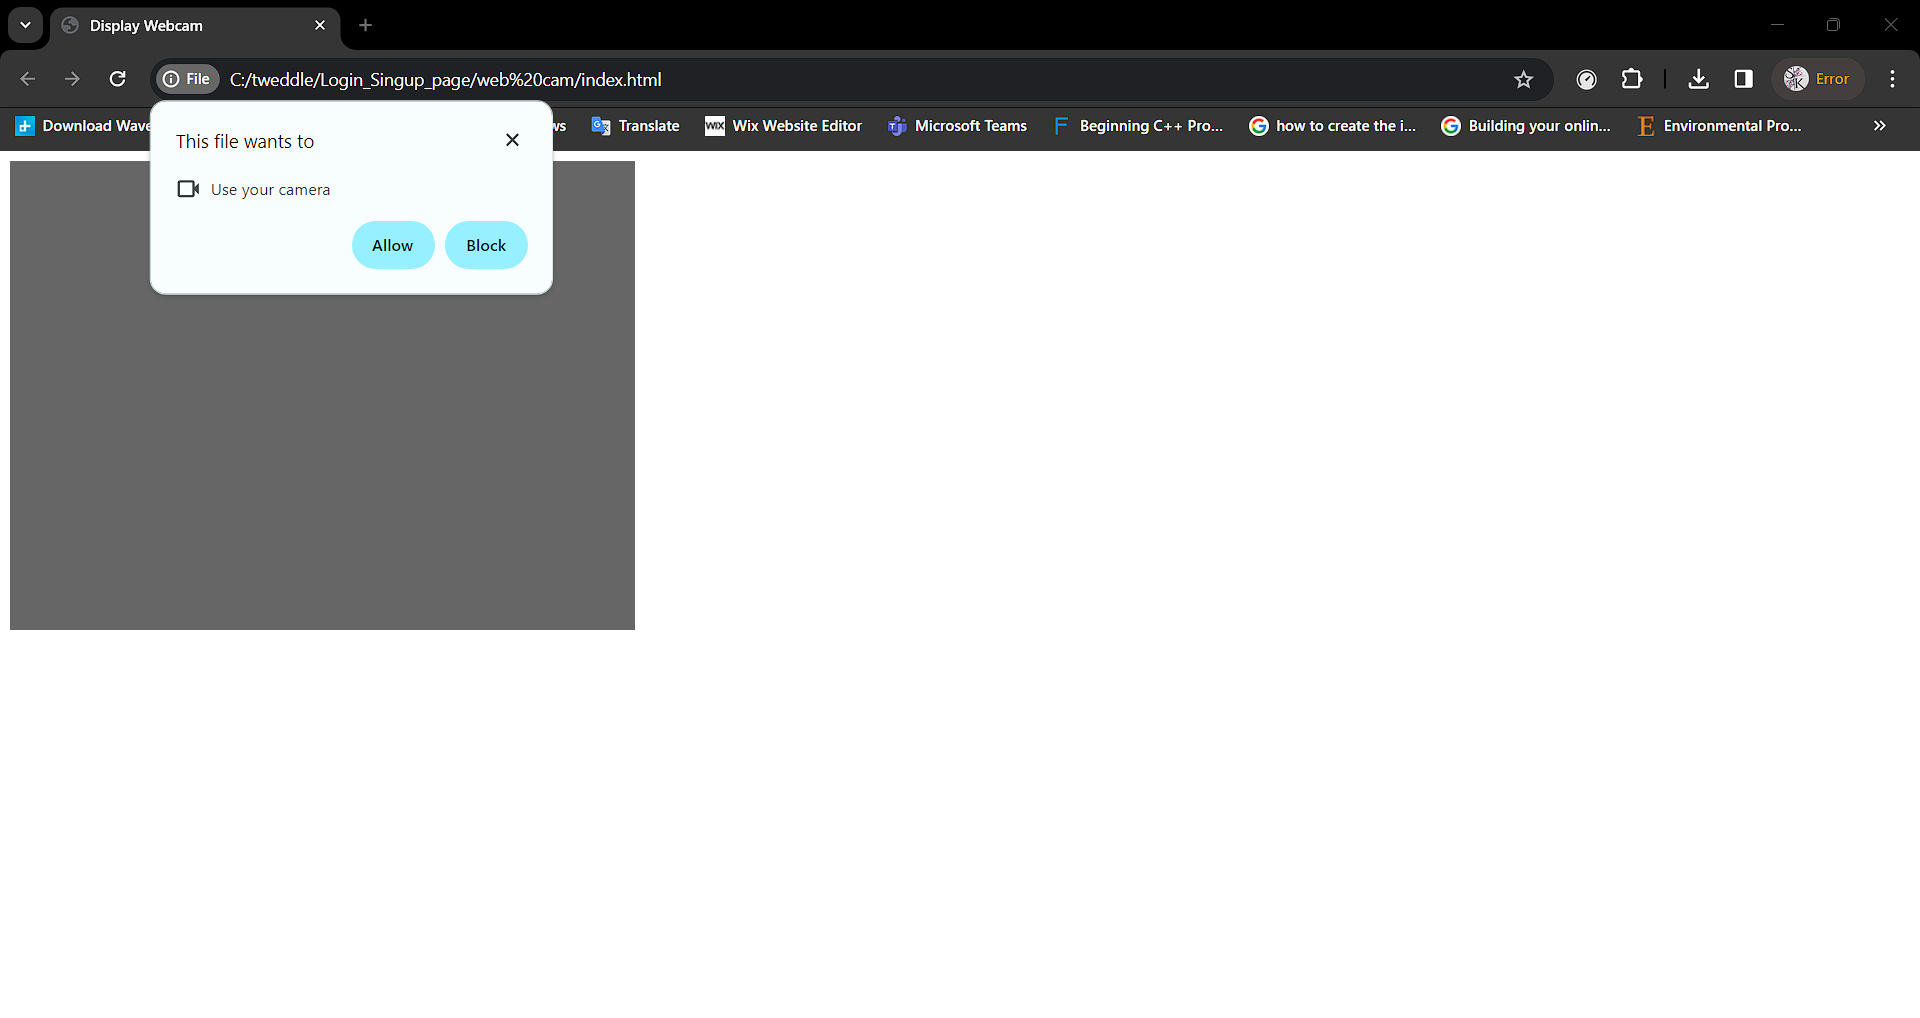 Display Webcam
File C:/tweddle/Login_Singup_page/web%20cam/index.html
Error
Download Wave
ws
Translate
WiX Wix Website Editor
Microsoft Teams
Beginning C++ Pro...
how to create the i...
Building your onlin...
E Environmental Pro...
This file wants to
Use your camera
Allow
Block